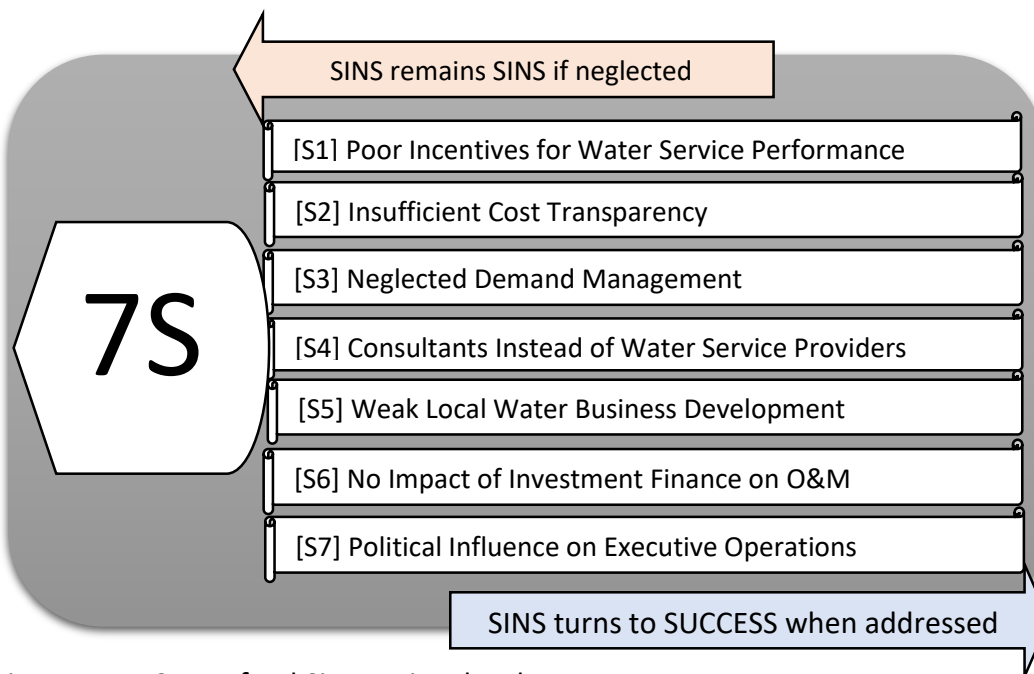 SINS remains SINS if neglected
[S1] Poor Incentives for Water Service Performance
[S2] Insufficient Cost Transparency
[S3] Neglected Demand Management
7S
[S4] Consultants Instead of Water Service Providers
[S5] Weak Local Water Business Development
[S6] No Impact of Investment Finance on O&M
[S7] Political Influence on Executive Operations
SINS turns to SUCCESS when addressed